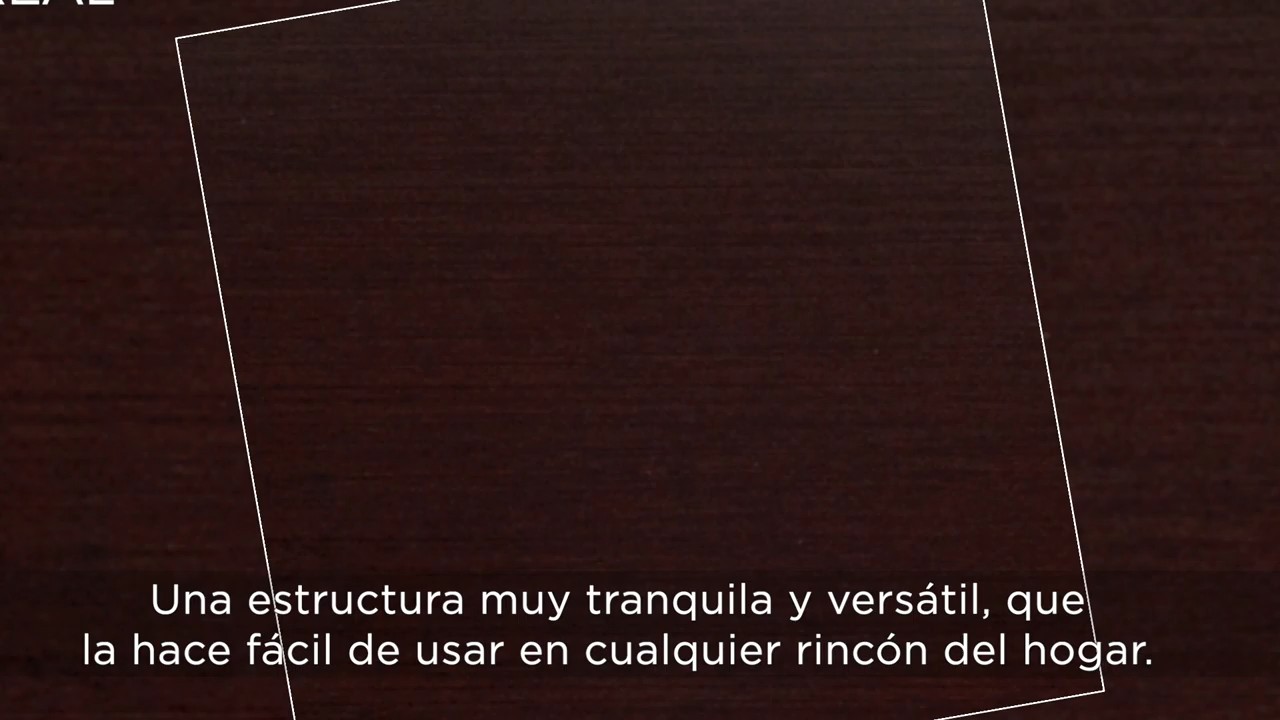 Una estructura muy tranquila y versátil, que
la hace fácil de usar en cualquier rincón del hogar.